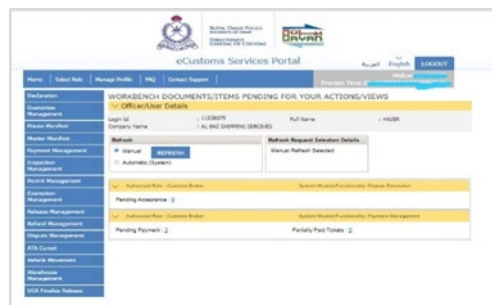 ROYAL OMAN POLICE
DIRECTORATE
GENERAL OF CUSTOMS
BAYAN
eCustoms Services Portal
العربية English LOGOUT
Home Select Role Manage Profile FAQ Contact Support
Welcome
Process Time
Declaration
Guarantee Management
House Manifest
Master Manifest
Payment Management
Inspection Management
Permit Management
Exemption Management
Release Management
Refund Management
Dispute Management
ATA Carnet
Vehicle Movement
Warehouse Management
OGA Finalize Release
WORKBENCH DOCUMENTS/ITEMS PENDING FOR YOUR ACTIONS/VIEWS
Officer/User Details
Login Id : Full Name :
Company Name : AL BAZ SHIPPING SERCIVES
Refresh
Manual REFRESH
Automatic (System)
Refresh Request Selection Details
Manual Refresh Selected
Authorized Role : Customs Broker System Module/Functionality: Dispute Resolution
Pending Acceptance :
Authorized Role : Customs Broker System Module/Functionality: Payment Management
Pending Payment : Partially Paid Tickets :